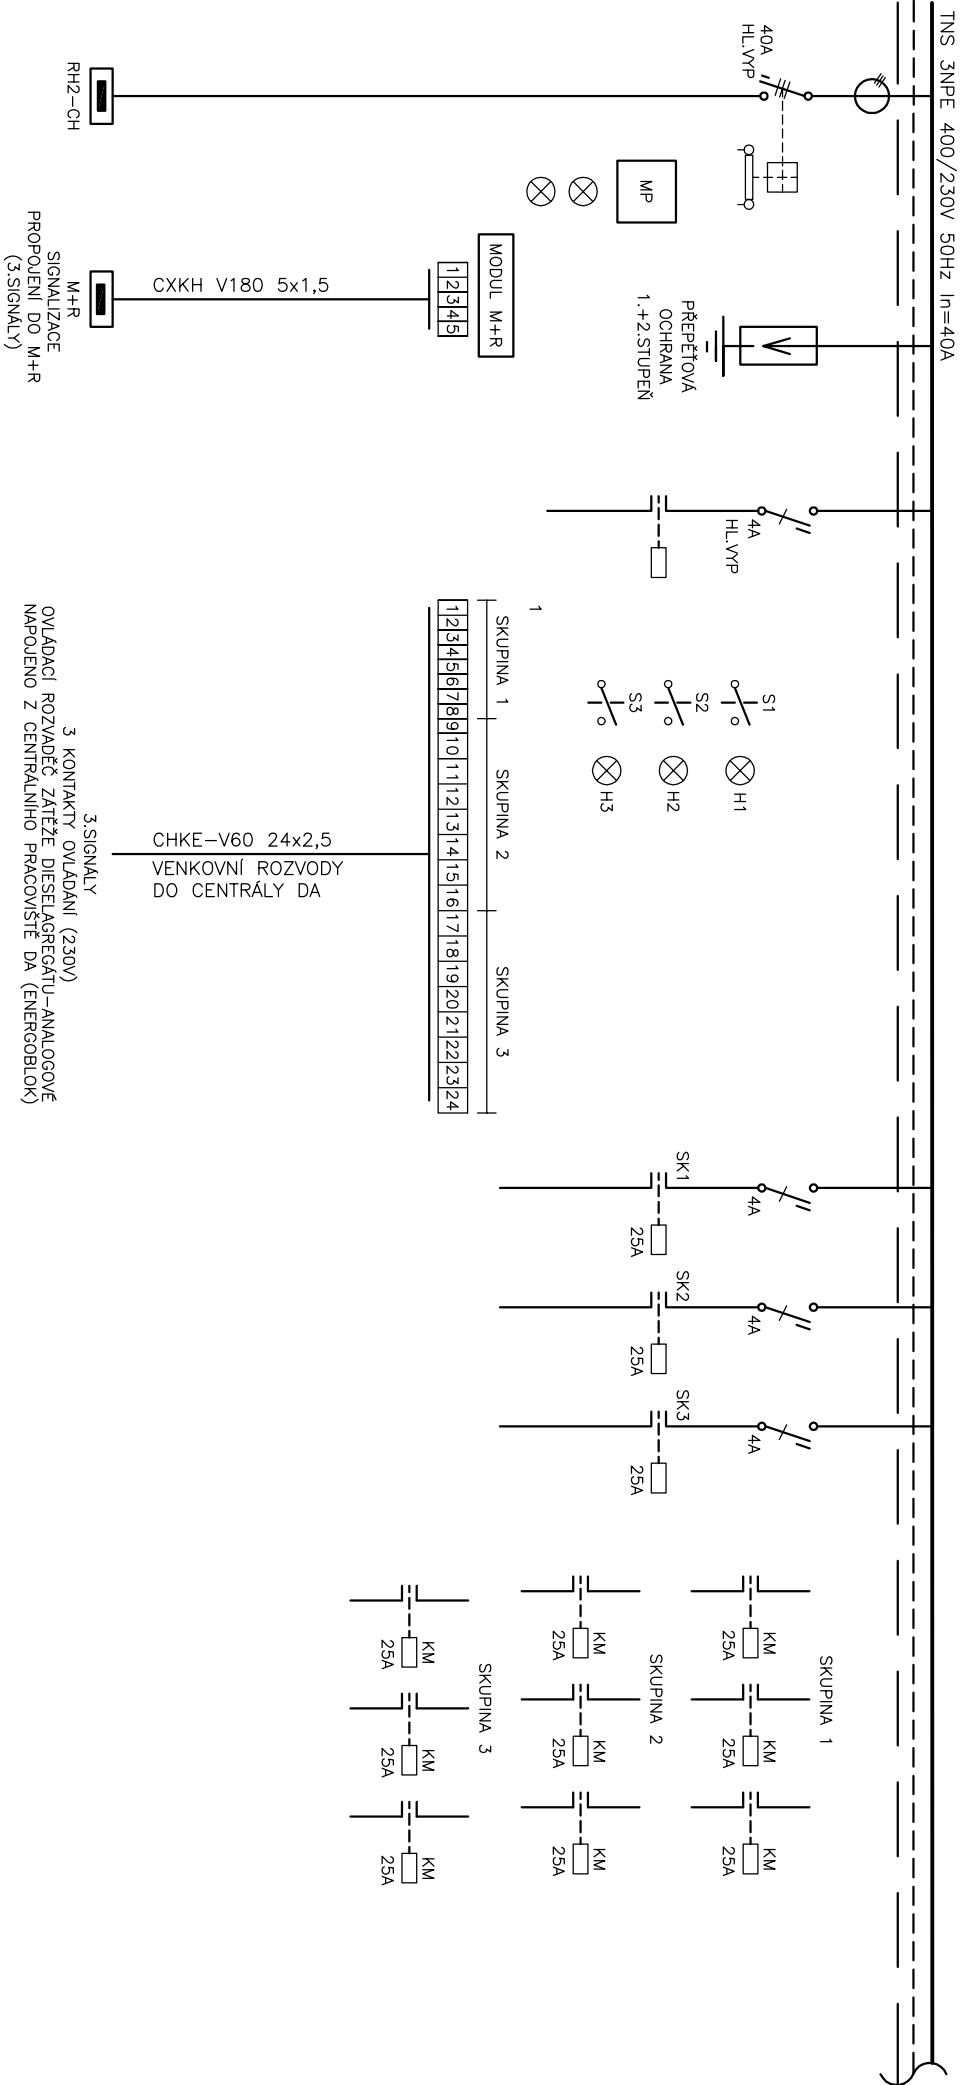 TNS 3NPE 400/230V 50Hz In=40A
40A
HL.VYP
RH2-CH
MP
MODUL M+R
1 2 3 4 5
CXKH V180 5x1,5
M+R
SIGNALIZACE
PROPOJENÍ DO M+R
(3.SIGNÁLY)
PŘEPĚŤOVÁ
OCHRANA
1.+2.STUPEŇ
4A
HL.VYP
S1
H1
S2
H2
S3
H3
1
SKUPINA 1
SKUPINA 2
SKUPINA 3
1 2 3 4 5 6 7 8 9 10 11 12 13 14 15 16 17 18 19 20 21 22 23 24
CHKE-V60 24x2,5
VENKOVNÍ ROZVODY
DO CENTRÁLY DA
3.SIGNÁLY
3 KONTAKTY OVLÁDÁNÍ (230V)
OVLÁDACÍ ROZVADĚČ ZÁTĚŽE DIESELAGREGÁTU-ANALOGOVÉ
NAPOJENO Z CENTRÁLNÍHO PRACOVIŠTĚ DA (ENERGOBLOK)
4A
SK1
25A
4A
SK2
25A
4A
SK3
25A
SKUPINA 1
KM
25A
KM
25A
KM
25A
SKUPINA 2
KM
25A
KM
25A
KM
25A
SKUPINA 3
KM
25A
KM
25A
KM
25A